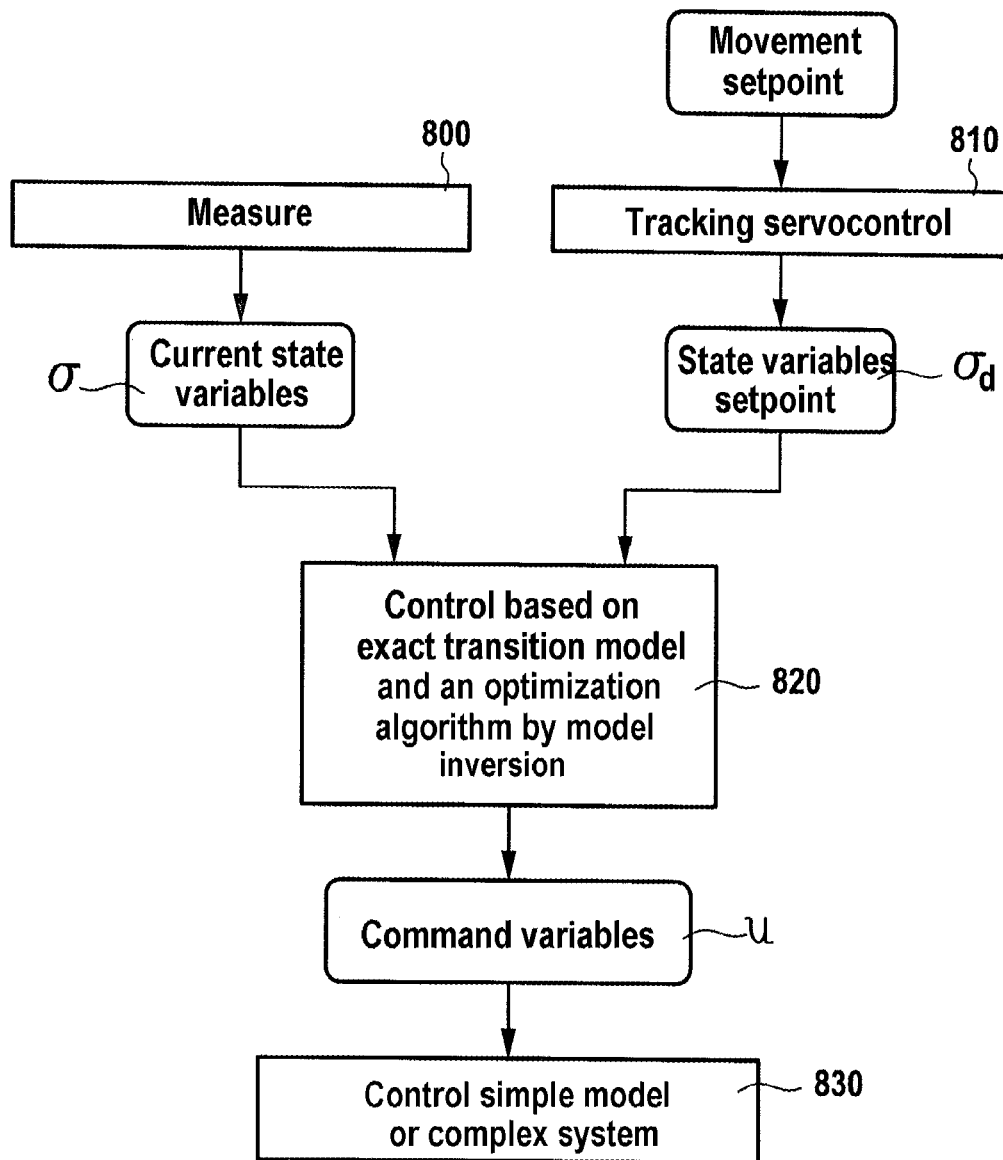 Movement
setpoint
800
810
Measure
Tracking servocontrol
σ
Current state
variables
State variables
setpoint
σd
Control based on
exact transition model
and an optimization
algorithm by model
inversion
820
Command variables
u
Control simple model
or complex system
830